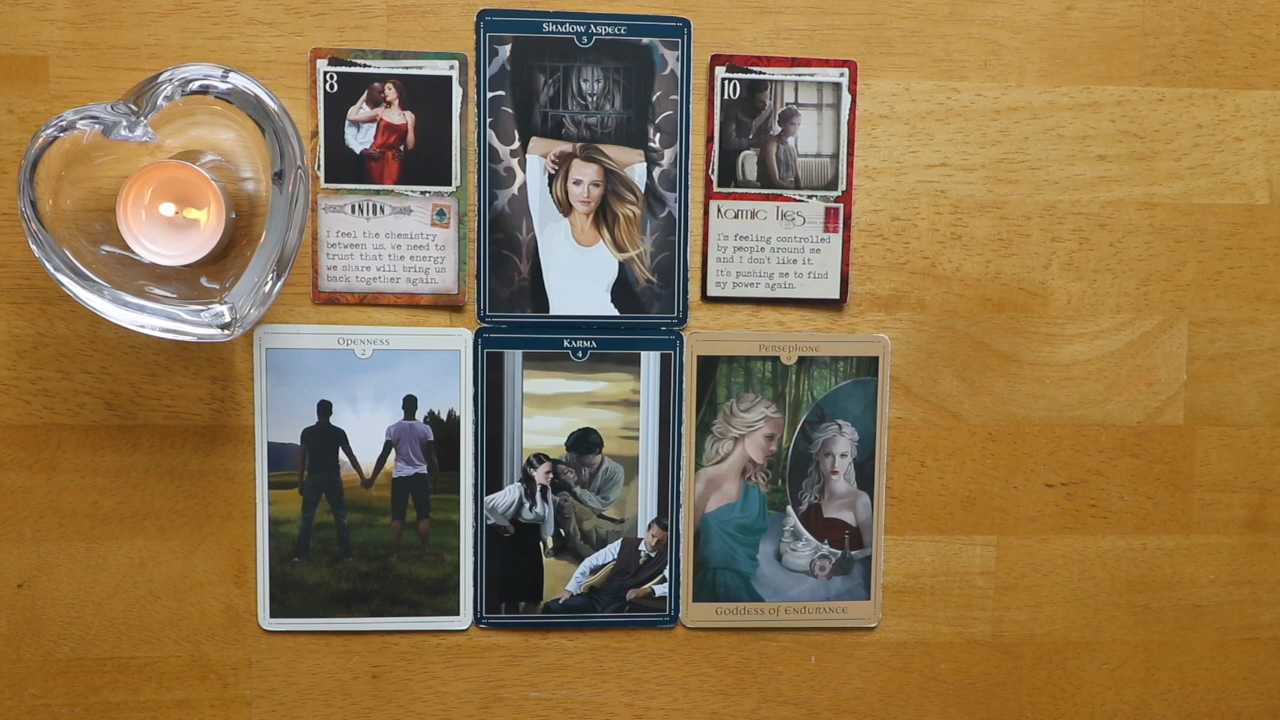 8
UNION
I feel the chemistry
between us. We need to
trust that the energy
we share will bring us
back together again.
Shadow Aspect
5
10
Karmic Ties
I'm feeling controlled
by people around me
and I don't like it.
It's pushing me to find
my power again.
Openness
2
Karma
4
Persephone
9
Goddess of Endurance